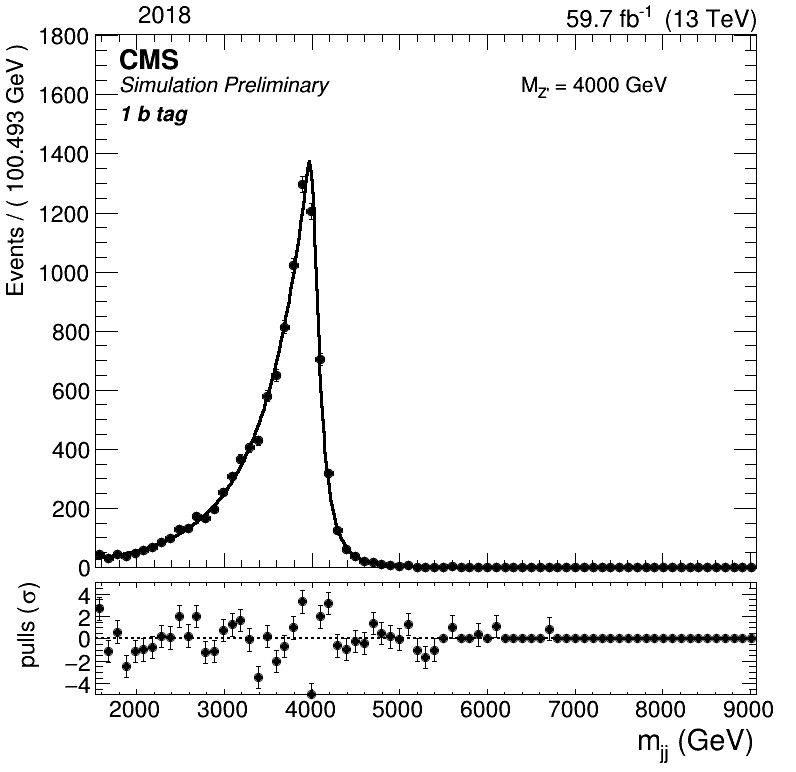 2018 59.7 fb⁻¹ (13 TeV)
CMS
Simulation Preliminary
1 b tag
M_Z' = 4000 GeV
Events / ( 100.493 GeV )
1800
1600
1400
1200
1000
800
600
400
200
0
pulls (σ)
4
2
0
−2
−4
2000 3000 4000 5000 6000 7000 8000 9000
m_jj (GeV)